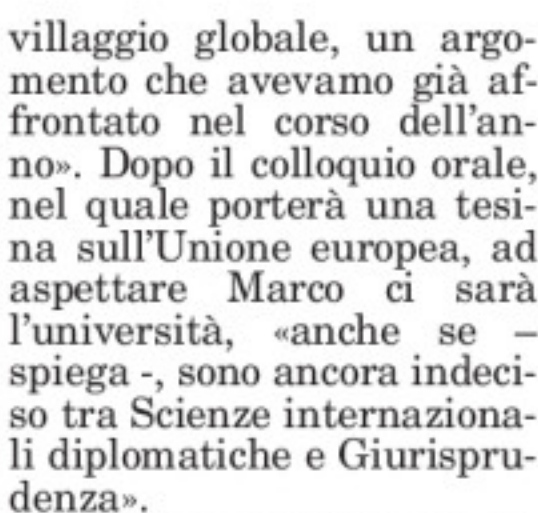 villaggio globale, un argo-
mento che avevamo già af-
frontato nel corso dell'an-
no». Dopo il colloquio orale,
nel quale porterà una tesi-
na sull'Unione europea, ad
aspettare Marco ci sarà
l'università, «anche se –
spiega -, sono ancora indeci-
so tra Scienze internaziona-
li diplomatiche e Giurispru-
denza».